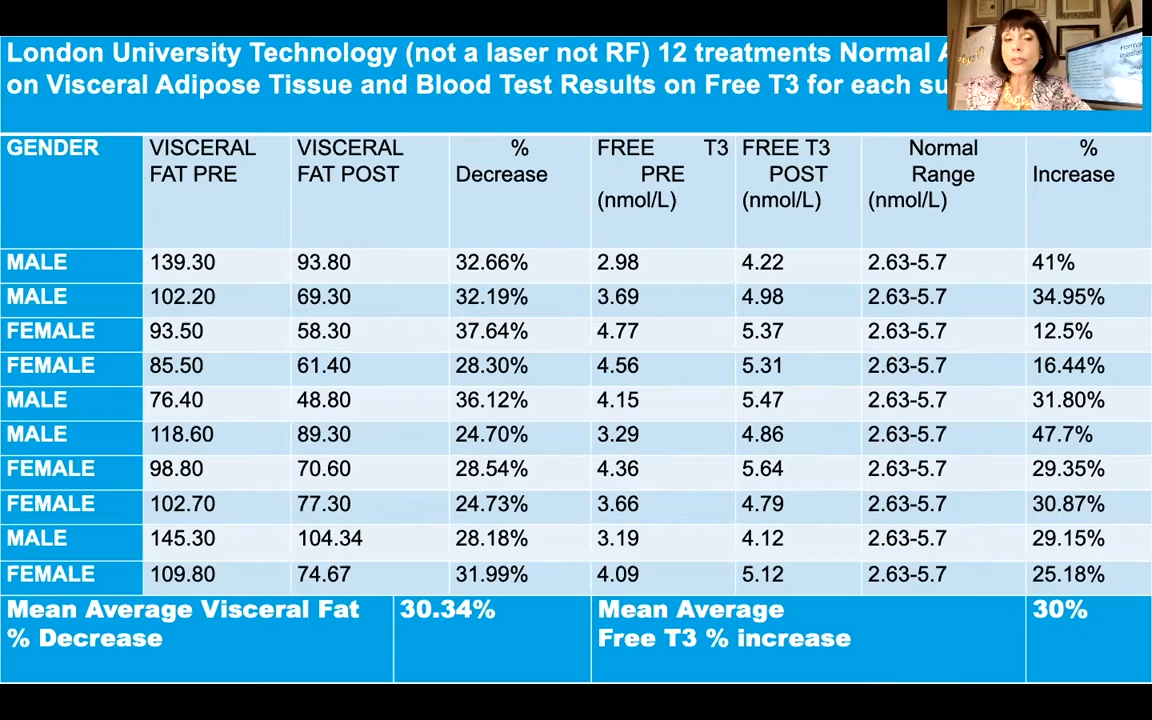 London University Technology (not a laser not RF) 12 treatments Normal
on Visceral Adipose Tissue and Blood Test Results on Free T3 for each
GENDER VISCERAL FAT PRE VISCERAL FAT POST % Decrease FREE T3 PRE (nmol/L) FREE T3 POST (nmol/L) Normal Range (nmol/L) % Increase
MALE 139.30 93.80 32.66% 2.98 4.22 2.63-5.7 41%
MALE 102.20 69.30 32.19% 3.69 4.98 2.63-5.7 34.95%
FEMALE 93.50 58.30 37.64% 4.77 5.37 2.63-5.7 12.5%
FEMALE 85.50 61.40 28.30% 4.56 5.31 2.63-5.7 16.44%
MALE 76.40 48.80 36.12% 4.15 5.47 2.63-5.7 31.80%
MALE 118.60 89.30 24.70% 3.29 4.86 2.63-5.7 47.7%
FEMALE 98.80 70.60 28.54% 4.36 5.64 2.63-5.7 29.35%
FEMALE 102.70 77.30 24.73% 3.66 4.79 2.63-5.7 30.87%
MALE 145.30 104.34 28.18% 3.19 4.12 2.63-5.7 29.15%
FEMALE 109.80 74.67 31.99% 4.09 5.12 2.63-5.7 25.18%
Mean Average Visceral Fat 30.34% Mean Average 30%
% Decrease Free T3 % increase